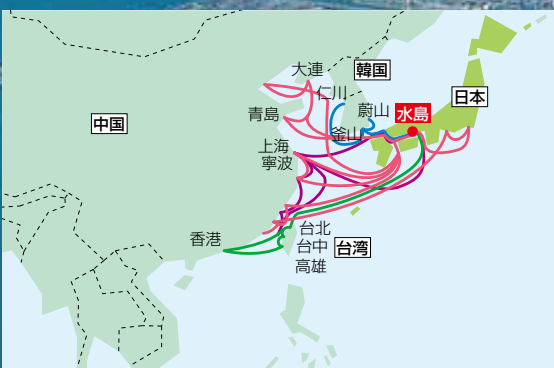 大連
韓国
仁川
日本
青島
蔚山
水島
中国
釜山
上海
寧波
香港
台北
台中
台湾
高雄